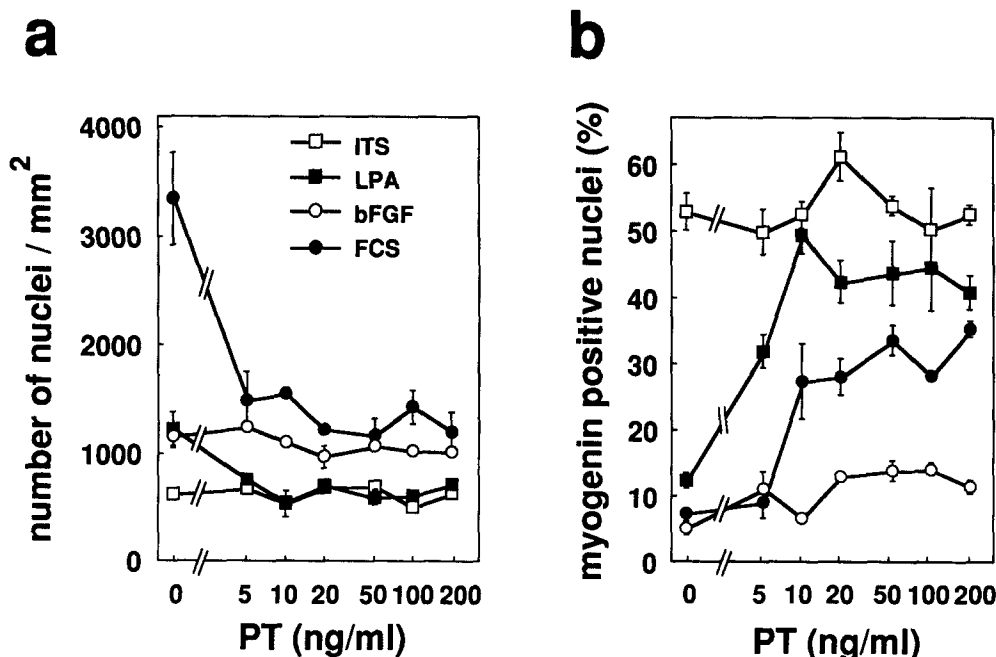 a
number of nuclei / mm2
4000
3000
2000
1000
0
ITS
LPA
bFGF
FCS
0 5 10 20 50 100 200
PT (ng/ml)
b
myogenin positive nuclei (%)
60
50
40
30
20
10
0
0 5 10 20 50 100 200
PT (ng/ml)